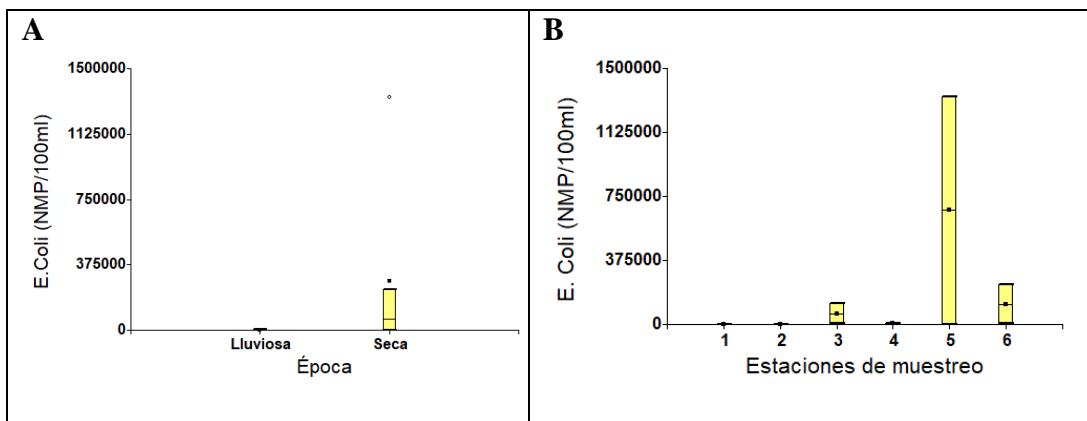 A
E.Coli (NMP/100ml)
1500000
1125000
750000
375000
0
Lluviosa Seca
Época
B
E. Coli (NMP/100ml)
1500000
1125000
750000
375000
0
1 2 3 4 5 6
Estaciones de muestreo